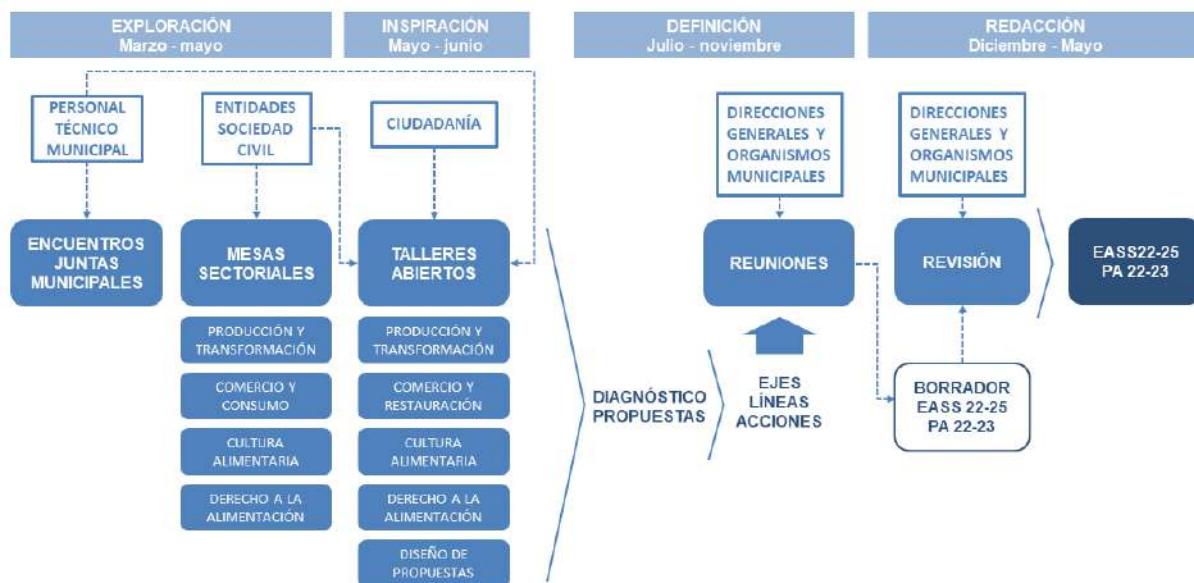 EXPLORACIÓN
Marzo - mayo
INSPIRACIÓN
Mayo - junio
DEFINICIÓN
Julio - noviembre
REDACCIÓN
Diciembre - Mayo
PERSONAL
TÉCNICO
MUNICIPAL
ENTIDADES
SOCIEDAD
CIVIL
CIUDADANÍA
DIRECCIONES
GENERALES Y
ORGANISMOS
MUNICIPALES
DIRECCIONES
GENERALES Y
ORGANISMOS
MUNICIPALES
ENCUENTROS
JUNTAS
MUNICIPALES
MESAS
SECTORIALES
TALLERES
ABIERTOS
REUNIONES
REVISIÓN
EASS22-25
PA 22-23
PRODUCCIÓN Y
TRANSFORMACIÓN
COMERCIO Y
CONSUMO
CULTURA
ALIMENTARIA
DERECHO A LA
ALIMENTACIÓN
PRODUCCIÓN Y
TRANSFORMACIÓN
COMERCIO Y
RESTAURACIÓN
CULTURA
ALIMENTARIA
DERECHO A LA
ALIMENTACIÓN
DISEÑO DE
PROPUESTAS
DIAGNÓSTICO
PROPUESTAS
EJES
LÍNEAS
ACCIONES
BORRADOR
EASS 22-25
PA 22-23